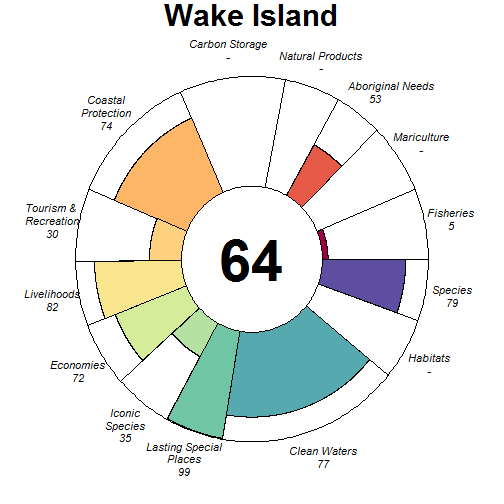 Wake Island
Carbon Storage
-
Natural Products
-
Aboriginal Needs
53
Mariculture
-
Fisheries
5
Species
79
Habitats
-
Clean Waters
77
Lasting Special
Places
99
Iconic
Species
35
Economies
72
Livelihoods
82
Tourism &
Recreation
30
Coastal
Protection
74
64